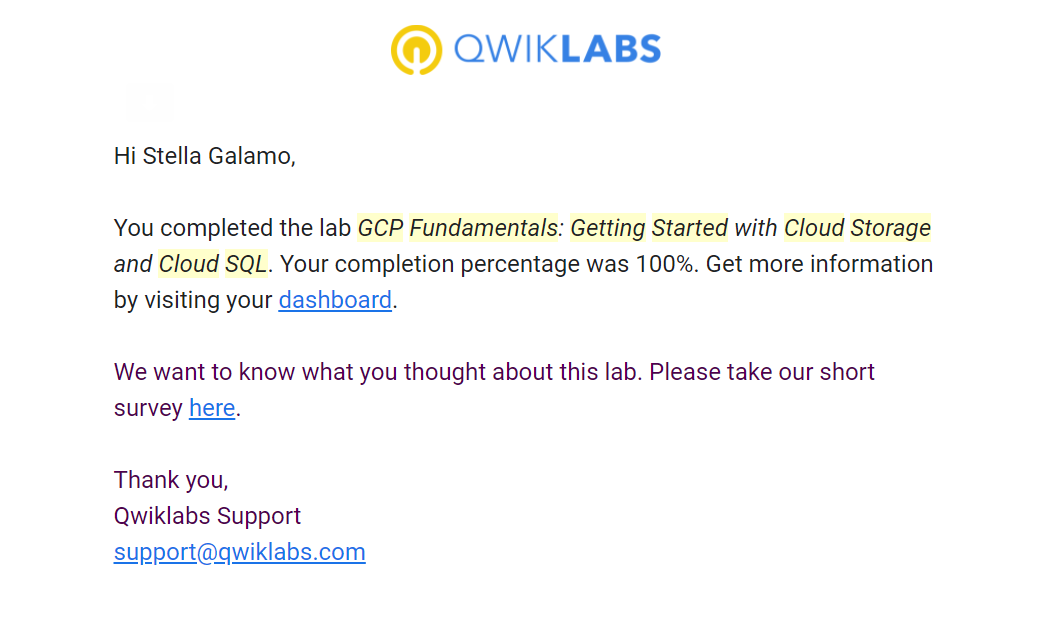 QWIKLABS
Hi Stella Galamo,
You completed the lab GCP Fundamentals: Getting Started with Cloud Storage
and Cloud SQL. Your completion percentage was 100%. Get more information
by visiting your dashboard.
We want to know what you thought about this lab. Please take our short
survey here.
Thank you,
Qwiklabs Support
support@qwiklabs.com